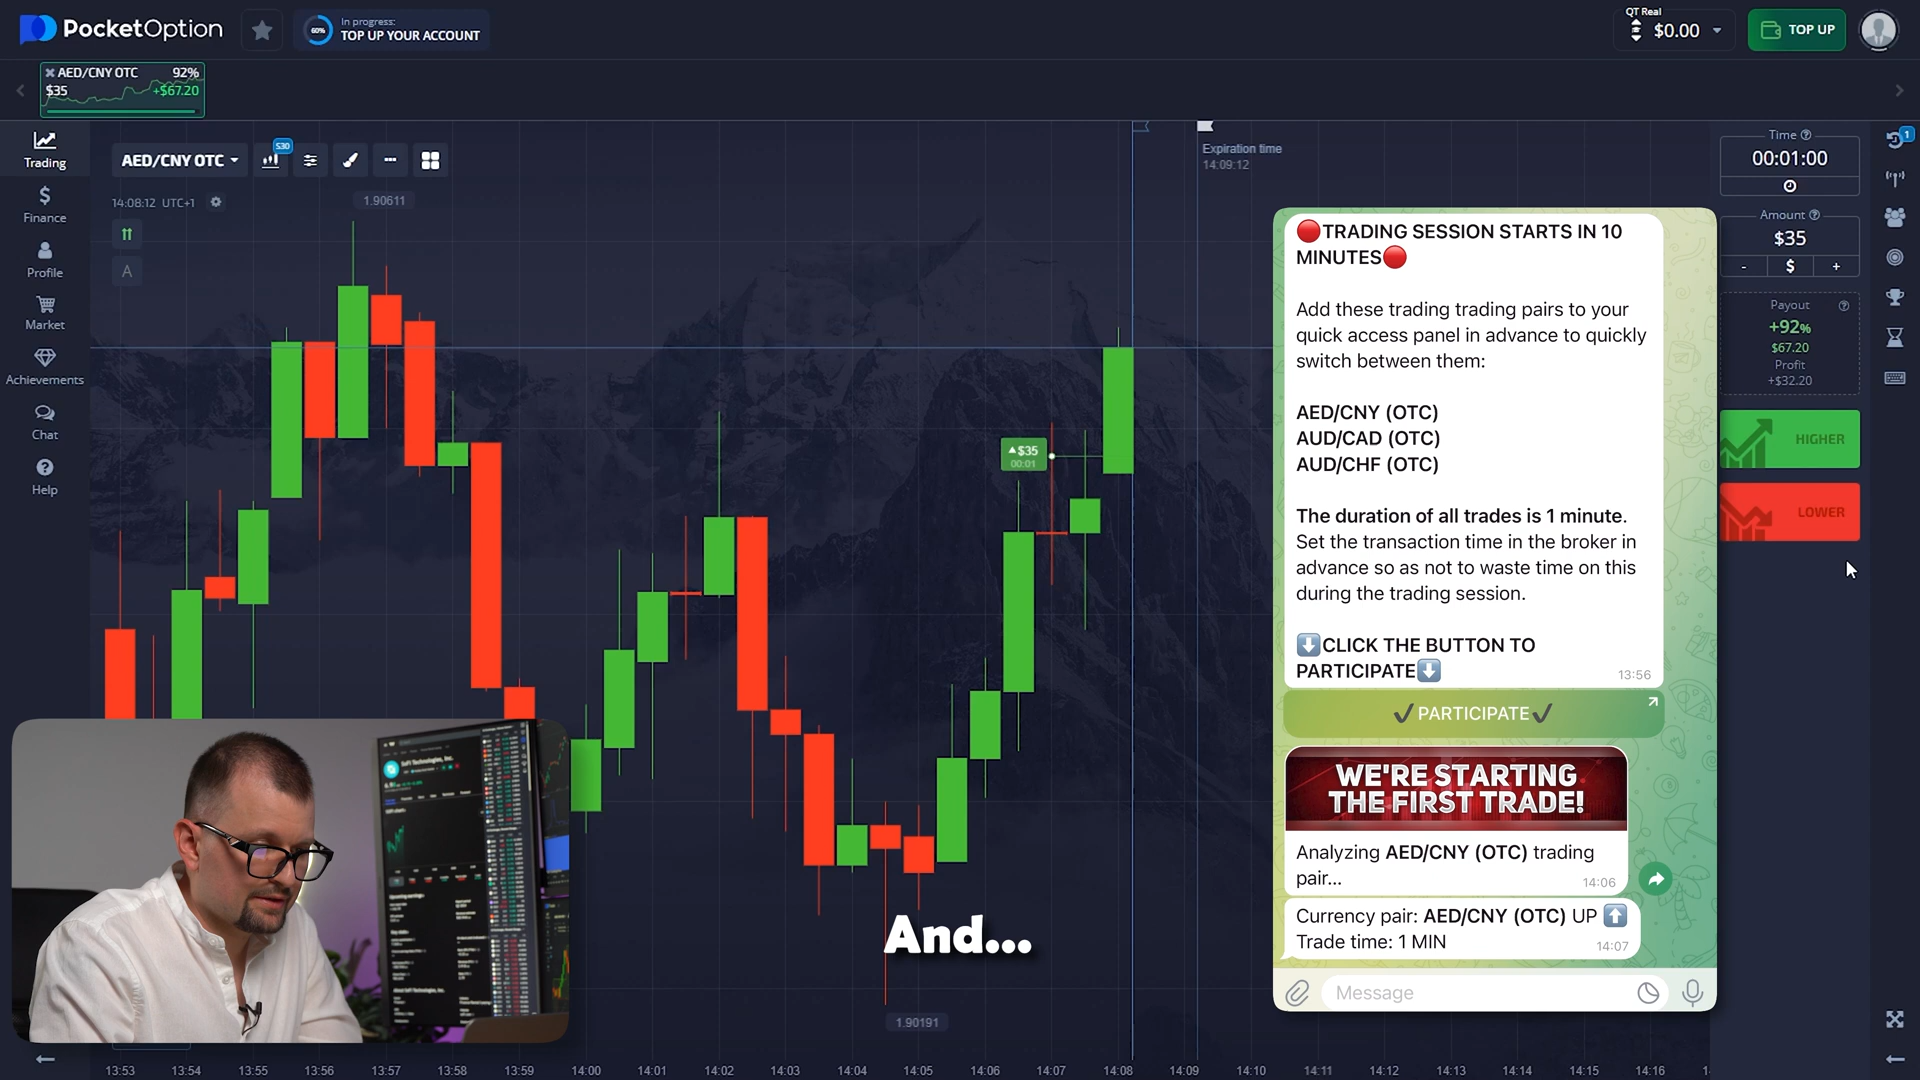 PocketOption
60%
In progress:
TOP UP YOUR ACCOUNT
QT Real
$0.00
TOP UP
AED/CNY OTC 92%
$35 +$67.20
Trading
Finance
Profile
Market
Achievements
Chat
Help
AED/CNY OTC
S30
14:08:12 UTC+1
1.90611
A
Expiration time
14:09:12
$35
00:01
1.90191
And...
🔴TRADING SESSION STARTS IN 10
MINUTES🔴
Add these trading trading pairs to your
quick access panel in advance to quickly
switch between them:
AED/CNY (OTC)
AUD/CAD (OTC)
AUD/CHF (OTC)
The duration of all trades is 1 minute.
Set the transaction time in the broker in
advance so as not to waste time on this
during the trading session.
⬇️CLICK THE BUTTON TO
PARTICIPATE⬇️
13:56
✔️PARTICIPATE✔️
WE'RE STARTING
THE FIRST TRADE!
Analyzing AED/CNY (OTC) trading
pair...
14:06
Currency pair: AED/CNY (OTC) UP ⬆️
Trade time: 1 MIN
14:07
Message
Time
00:01:00
Amount
$35
- $ +
Payout
+92%
$67.20
Profit
+$32.20
HIGHER
LOWER
1
SoFi Technologies, Inc.
13:53 13:54 13:55 13:56 13:57 13:58 13:59 14:00 14:01 14:02 14:03 14:04 14:05 14:06 14:07 14:08 14:09 14:10 14:11 14:12 14:13 14:14 14:15 14:16